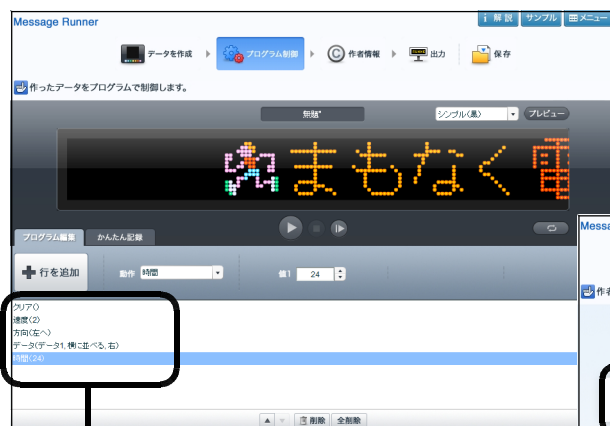 Message Runner
i 解 説 サンプル メニュー
データを作成 プログラム制御 © 作者情報 出力 保存
作ったデータをプログラムで制御します。
無題* シンプル(黒) プレビュー
まもなく電
プログラム編集 かんたん記録
行を追加 動作 時間 値1 24
クリア()
速度(2)
方向(左へ)
データ(データ1, 横に並べる, 右)
時間(24)
削除 全削除
Messa
作者